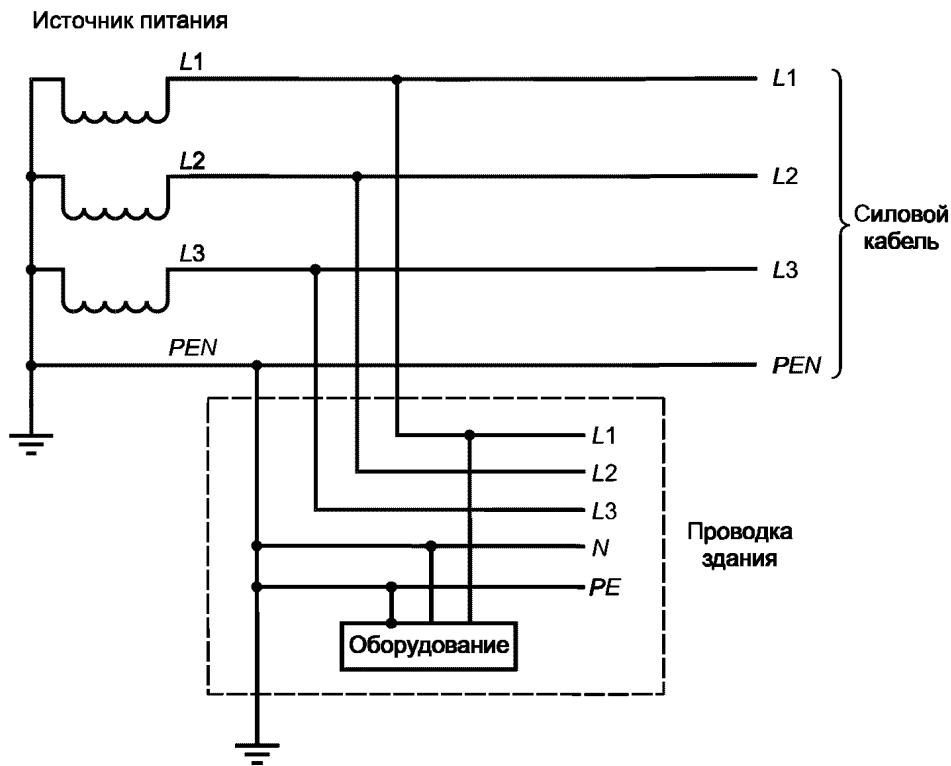 Источник питания
L1
L1
L2
L2
Силовой
кабель
L3
L3
PEN
PEN
L1
L2
L3
N
PE
Проводка
здания
Оборудование